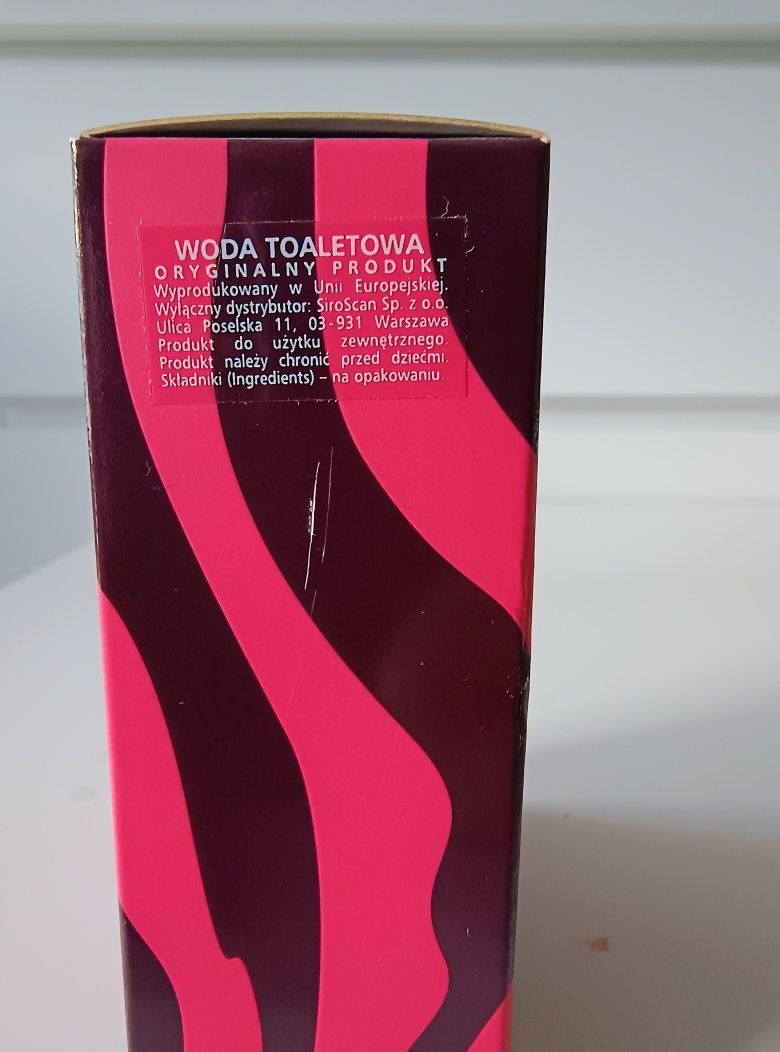 WODA TOALETOWA
ORYGINALNY PRODUKT
Wyprodukowany w Unii Europejskiej.
Wyłączny dystrybutor: SiroScan Sp. z o.o.
Ulica Poselska 11, 03-931 Warszawa
Produkt do użytku zewnętrznego.
Produkt należy chronić przed dziećmi.
Składniki (Ingredients) – na opakowaniu.